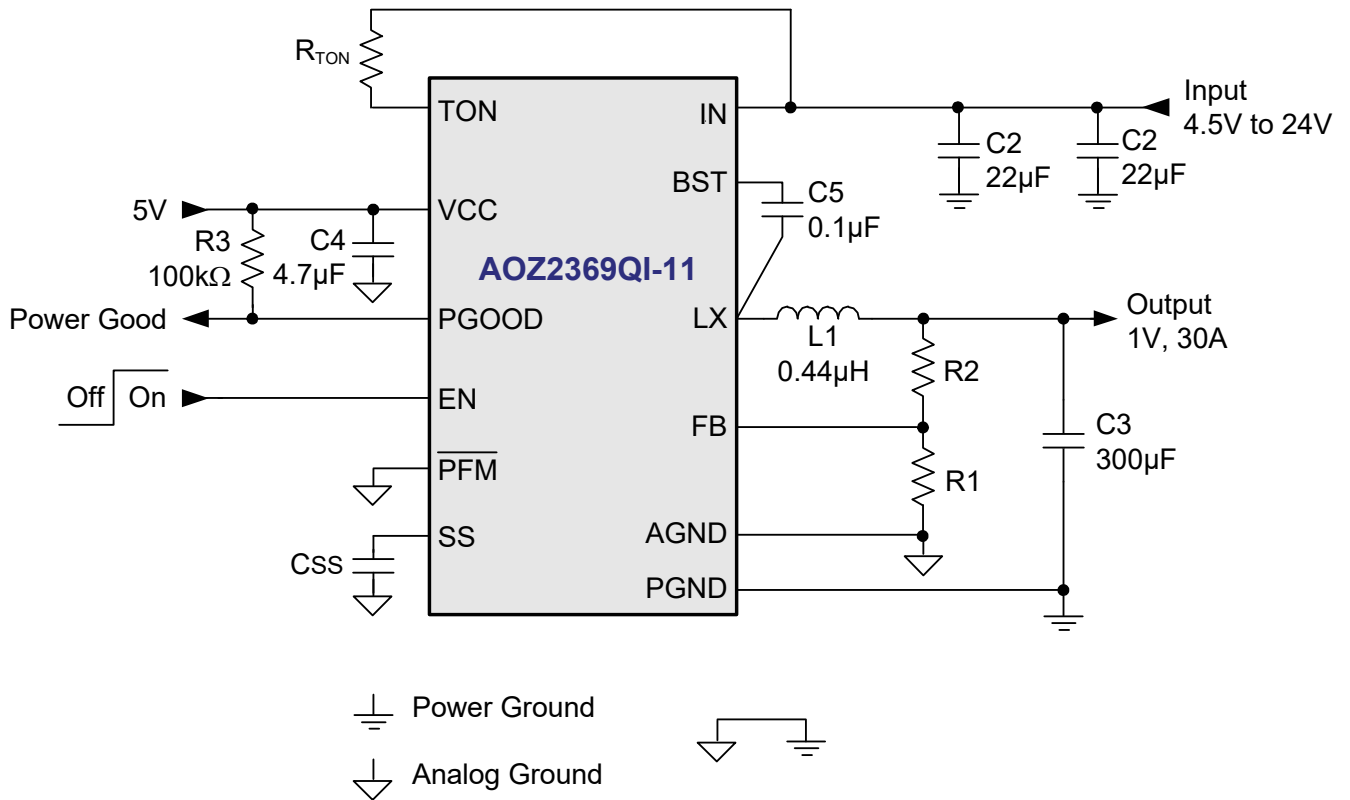 RTON
TON
IN
Input
4.5V to 24V
C2
22µF
C2
22µF
BST
C5
0.1µF
5V
VCC
R3
100kΩ
C4
4.7µF
AOZ2369QI-11
Power Good
PGOOD
LX
L1
0.44µH
Output
1V, 30A
R2
Off
On
EN
FB
C3
300µF
PFM
R1
SS
CSS
AGND
PGND
Power Ground
Analog Ground